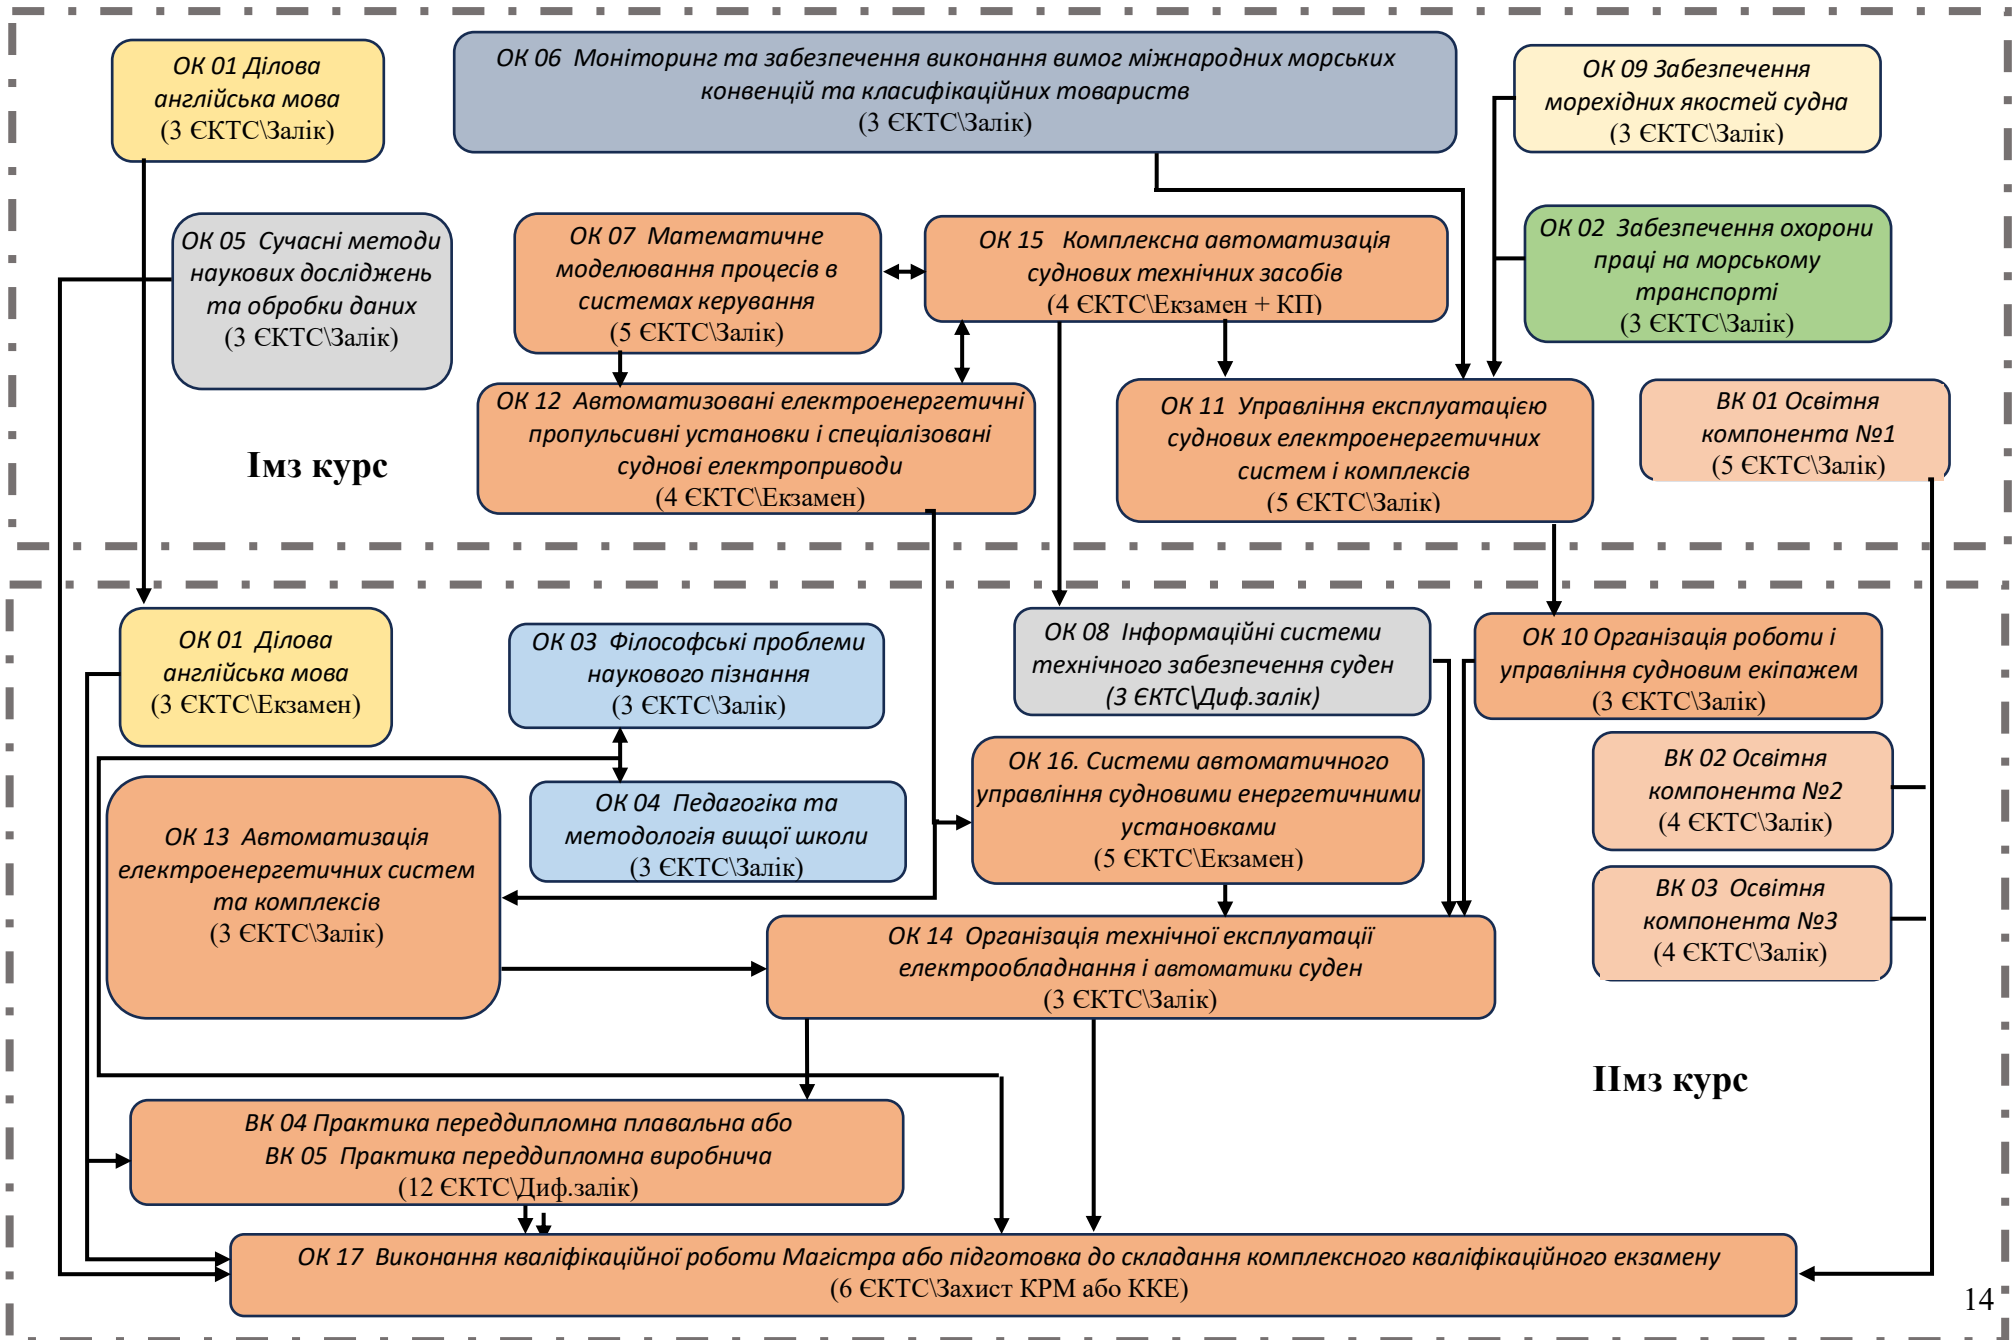 ОК 01 Ділова
англійська мова
(3 ЄКТС\Залік)
ОК 06 Моніторинг та забезпечення виконання вимог міжнародних морських
конвенцій та класифікаційних товариств
(3 ЄКТС\Залік)
ОК 09 Забезпечення
морехідних якостей судна
(3 ЄКТС\Залік)
ОК 05 Сучасні методи
наукових досліджень
та обробки даних
(3 ЄКТС\Залік)
ОК 07 Математичне
моделювання процесів в
системах керування
(5 ЄКТС\Залік)
ОК 15 Комплексна автоматизація
суднових технічних засобів
(4 ЄКТС\Екзамен + КП)
ОК 02 Забезпечення охорони
праці на морському
транспорті
(3 ЄКТС\Залік)
ОК 12 Автоматизовані електроенергетичні
пропульсивні установки і спеціалізовані
суднові електроприводи
(4 ЄКТС\Екзамен)
ОК 11 Управління експлуатацією
суднових електроенергетичних
систем і комплексів
(5 ЄКТС\Залік)
ВК 01 Освітня
компонента №1
(5 ЄКТС\Залік)
Імз курс
ОК 01 Ділова
англійська мова
(3 ЄКТС\Екзамен)
ОК 03 Філософські проблеми
наукового пізнання
(3 ЄКТС\Залік)
ОК 08 Інформаційні системи
технічного забезпечення суден
(3 ЄКТС\Диф.залік)
ОК 10 Організація роботи і
управління судновим екіпажем
(3 ЄКТС\Залік)
ОК 04 Педагогіка та
методологія вищої школи
(3 ЄКТС\Залік)
ОК 16. Системи автоматичного
управління судновими енергетичними
установками
(5 ЄКТС\Екзамен)
ВК 02 Освітня
компонента №2
(4 ЄКТС\Залік)
ОК 13 Автоматизація
електроенергетичних систем
та комплексів
(3 ЄКТС\Залік)
ВК 03 Освітня
компонента №3
(4 ЄКТС\Залік)
ОК 14 Організація технічної експлуатації
електрообладнання і автоматики суден
(3 ЄКТС\Залік)
ІІмз курс
ВК 04 Практика переддипломна плавальна або
ВК 05 Практика переддипломна виробнича
(12 ЄКТС\Диф.залік)
ОК 17 Виконання кваліфікаційної роботи Магістра або підготовка до складання комплексного кваліфікаційного екзамену
(6 ЄКТС\Захист КРМ або ККЕ)
14